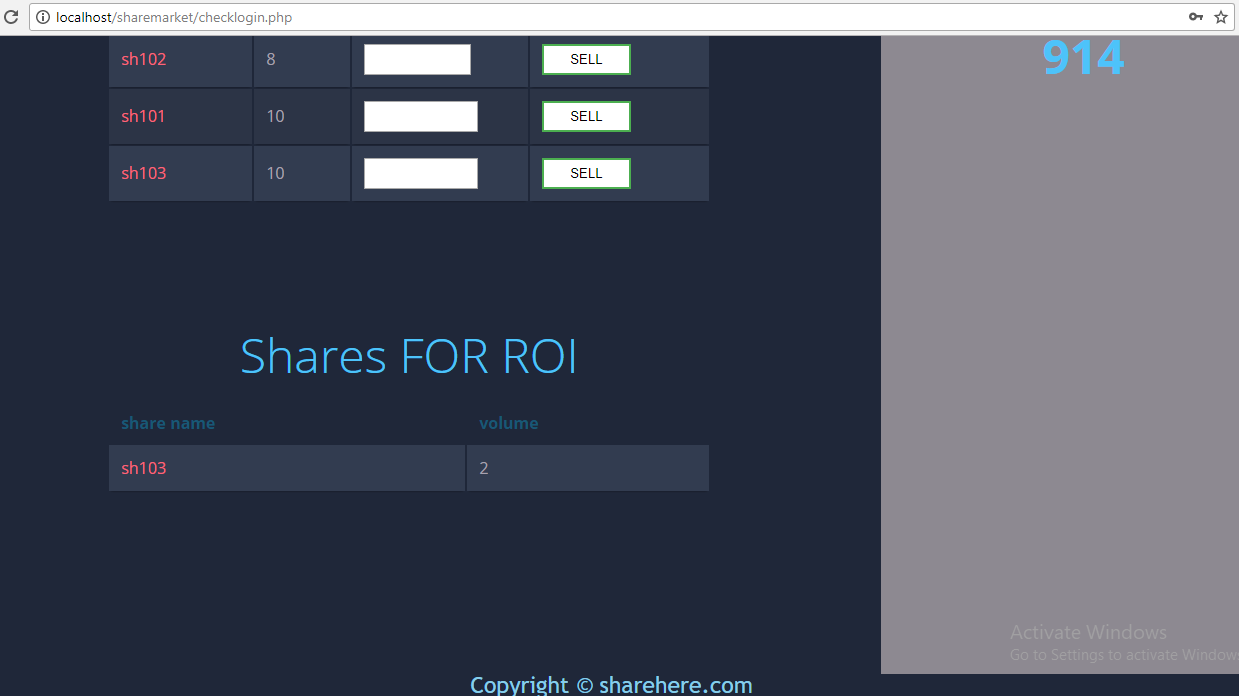 localhost/sharemarket/checklogin.php
sh102 8 SELL
914
sh101 10 SELL
sh103 10 SELL
Shares FOR ROI
share name volume
sh103 2
Activate Windows
Go to Settings to activate Windows
Copyright © sharehere.com